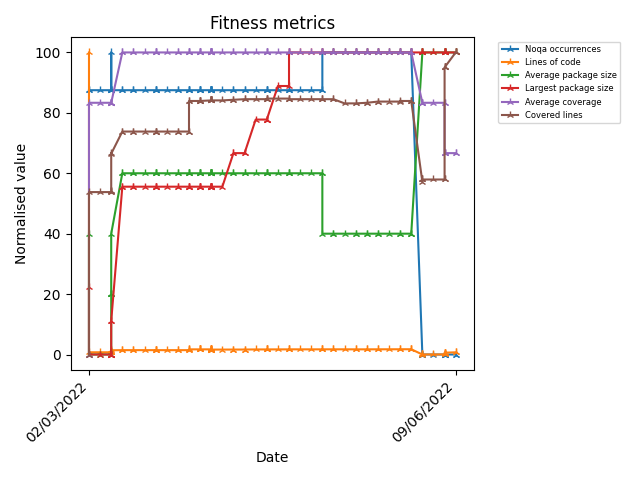 Fitness metrics
Noqa occurrences
Lines of code
Average package size
Largest package size
Average coverage
Covered lines
100
80
60
40
20
0
Normalised value
02/03/2022
09/06/2022
Date